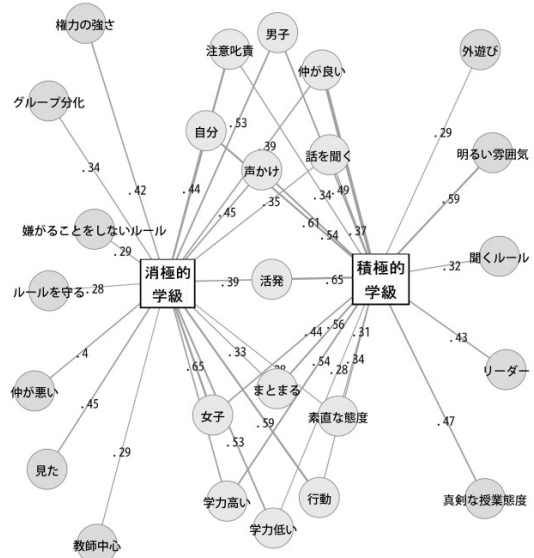 権力の強さ
男子
注意叱責
外遊び
仲が良い
グループ分化
.53
自分
.39
.29
話を聞く
明るい雰囲気
声かけ
.34
.42
.44
.34
.49
.59
.35
.45
.61
嫌がることをしないルール
.54
.37
.29
聞くルール
消極的
学級
積極的
学級
.32
ルールを守る
.28
.39
活発
.65
.44
.56
.31
.43
.4
.33
.54
.34
.65
.28
リーダー
仲が悪い
まとまる
.45
女子
.59
素直な態度
.47
.53
.29
見た
学力高い
行動
真剣な授業態度
学力低い
教師中心